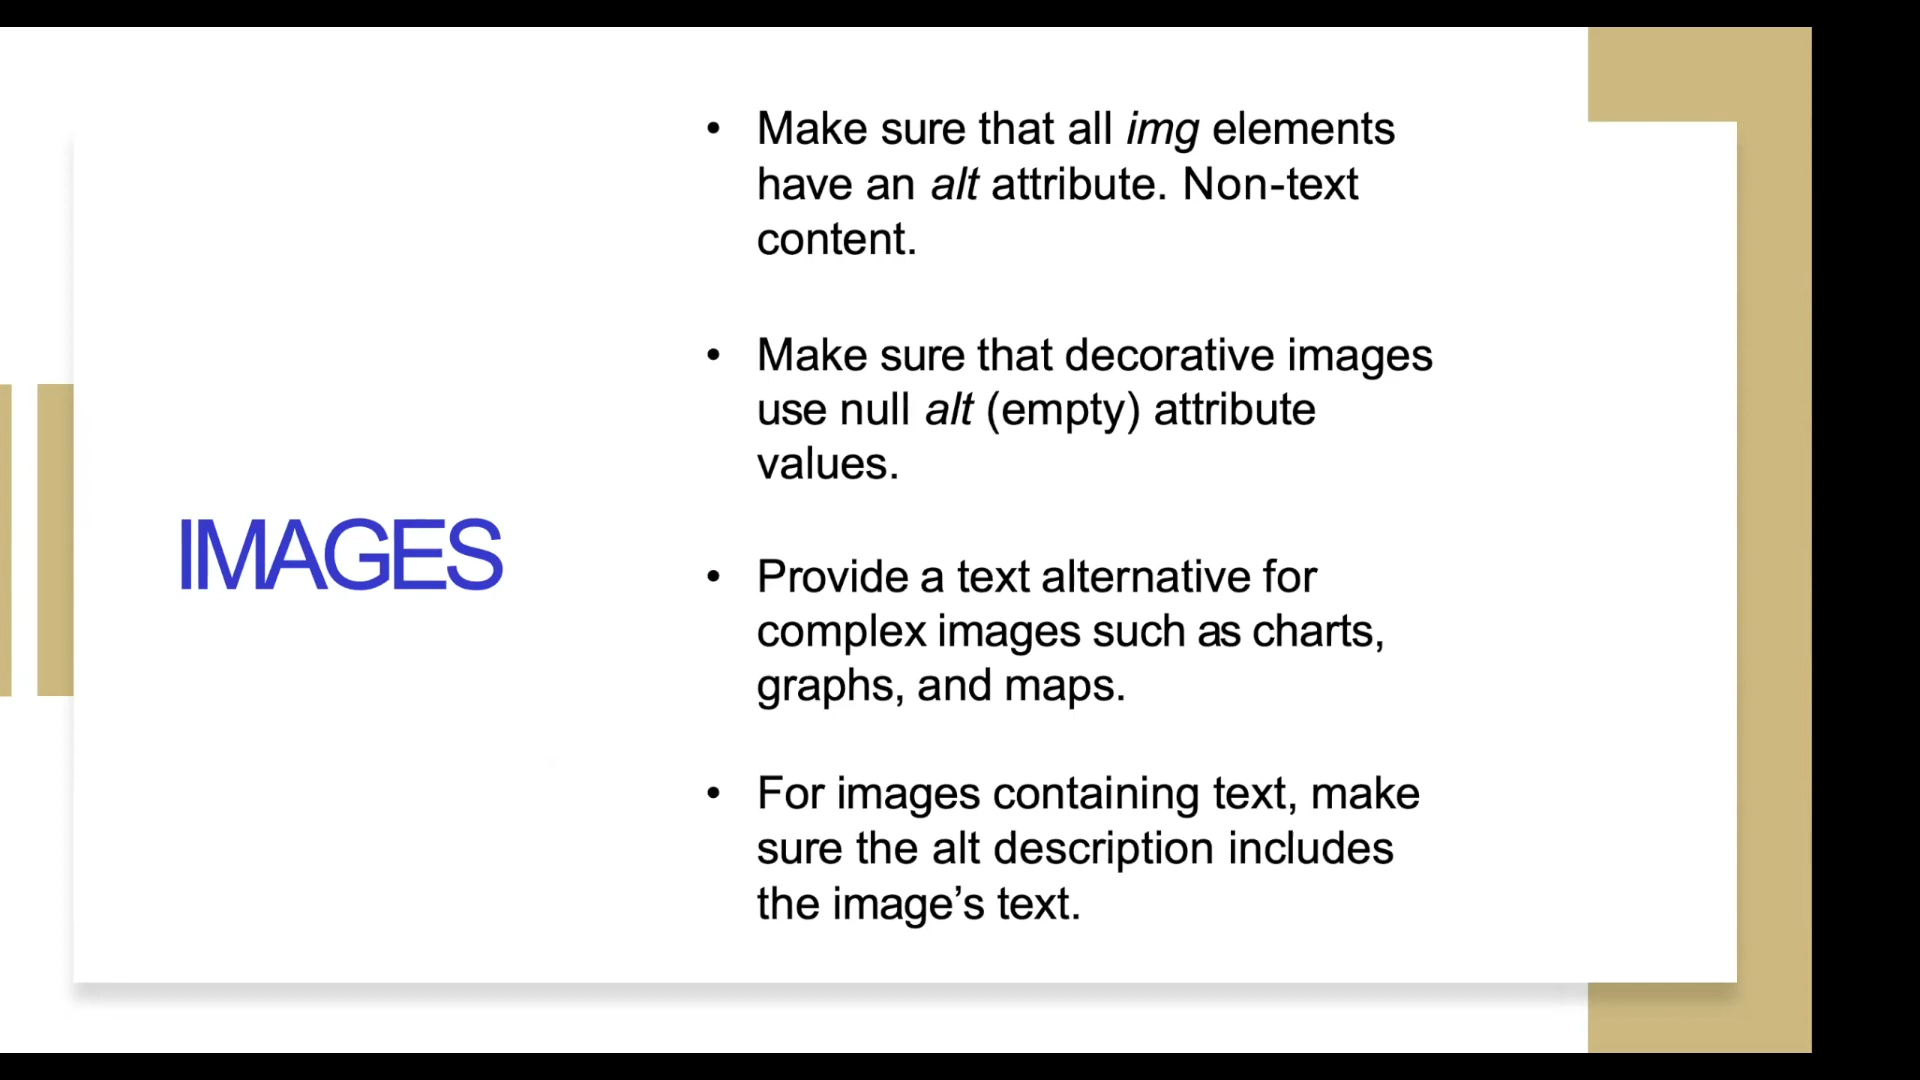 IMAGES
• Make sure that all img elements
have an alt attribute. Non-text
content.
• Make sure that decorative images
use null alt (empty) attribute
values.
• Provide a text alternative for
complex images such as charts,
graphs, and maps.
• For images containing text, make
sure the alt description includes
the image’s text.